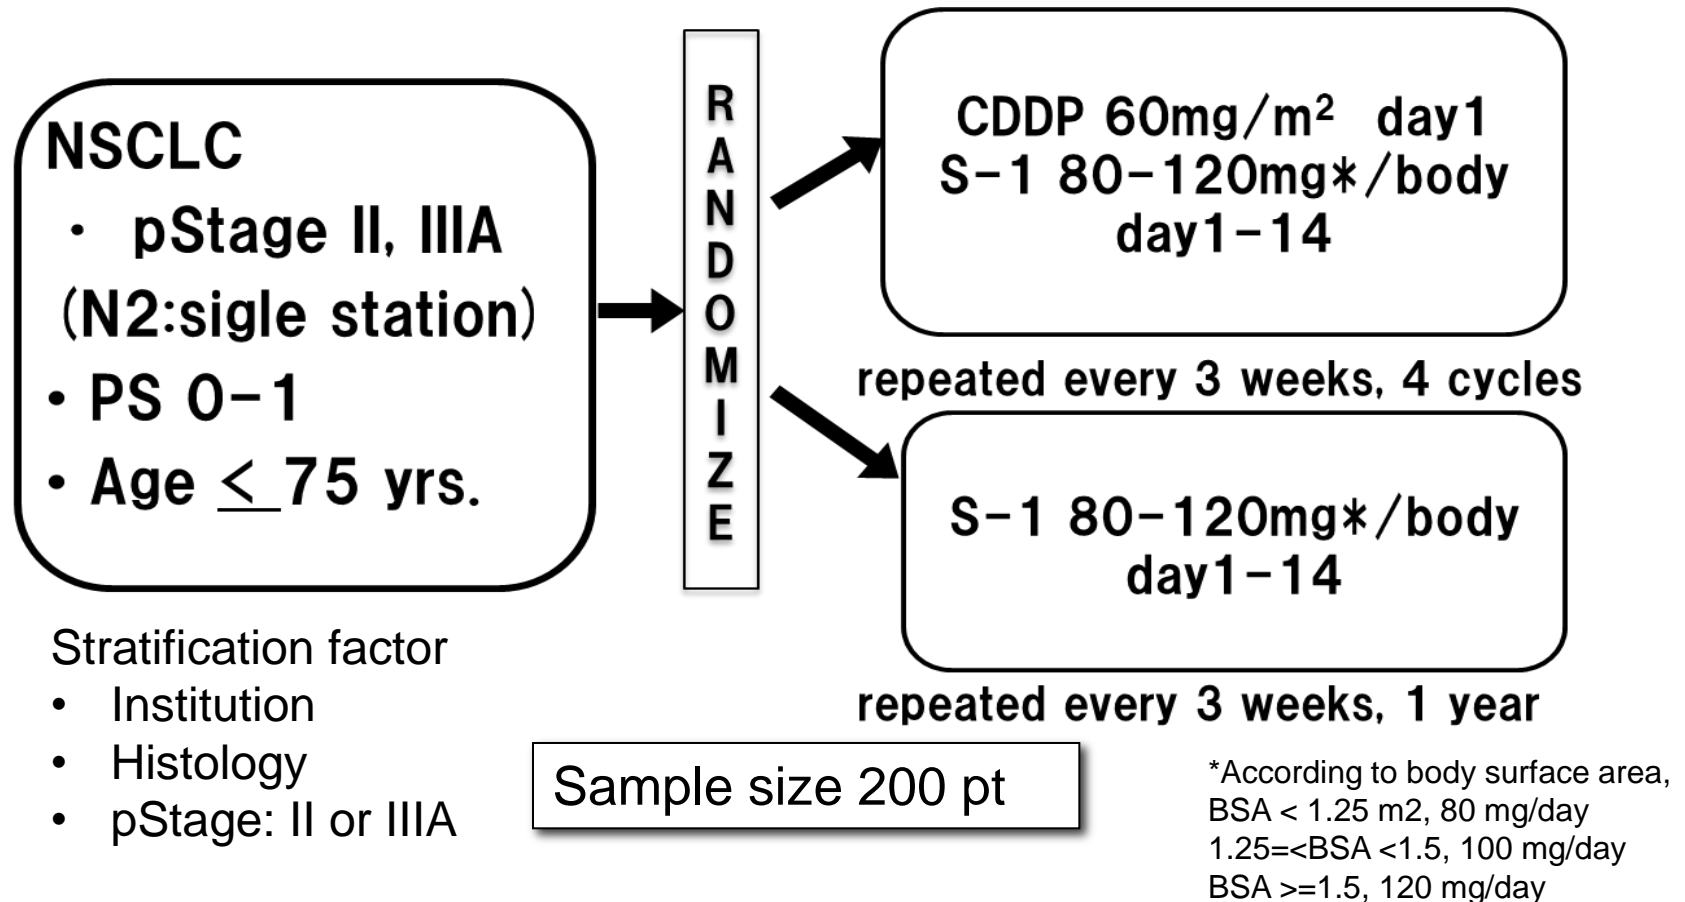 NSCLC
・ pStage II, IIIA
(N2:sigle station)
• PS 0-1
• Age < 75 yrs.
RANDOMIZE
CDDP 60mg/m² day1
S-1 80-120mg*/body
day1-14
repeated every 3 weeks, 4 cycles
S-1 80-120mg*/body
day1-14
repeated every 3 weeks, 1 year
Stratification factor
• Institution
• Histology
• pStage: II or IIIA
Sample size 200 pt
*According to body surface area,
BSA < 1.25 m2, 80 mg/day
1.25=<BSA <1.5, 100 mg/day
BSA >=1.5, 120 mg/day